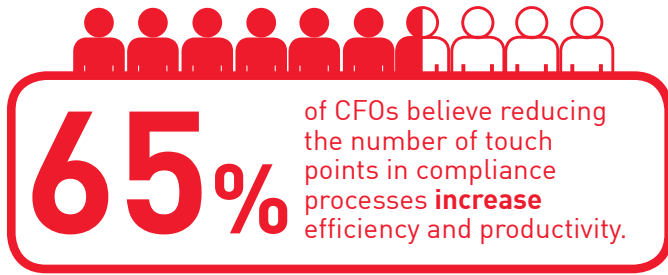 65%
of CFOs believe reducing
the number of touch
points in compliance
processes increase
efficiency and productivity.